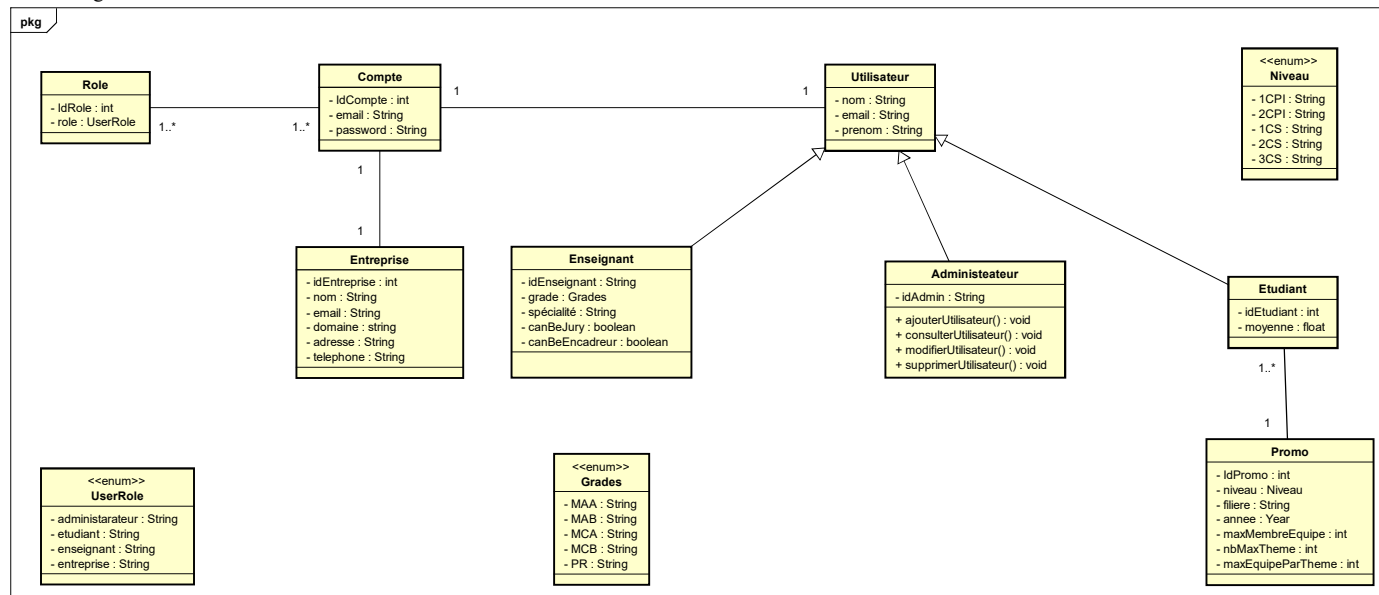 pkg
Role
- IdRole : int
- role : UserRole
1..*
1..*
Compte
- IdCompte : int
- email : String
- password : String
1
1
Utilisateur
- nom : String
- email : String
- prenom : String
<<enum>>
Niveau
- 1CPI : String
- 2CPI : String
- 1CS : String
- 2CS : String
- 3CS : String
1
1
Entreprise
- idEntreprise : int
- nom : String
- email : String
- domaine : string
- adresse : String
- telephone : String
Enseignant
- idEnseignant : String
- grade : Grades
- spécialité : String
- canBeJury : boolean
- canBeEncadreur : boolean
Administeateur
- idAdmin : String
+ ajouterUtilisateur() : void
+ consulterUtilisateur() : void
+ modifierUtilisateur() : void
+ supprimerUtilisateur() : void
Etudiant
- idEtudiant : int
- moyenne : float
1..*
1
Promo
- IdPromo : int
- niveau : Niveau
- filiere : String
- annee : Year
- maxMembreEquipe : int
- nbMaxTheme : int
- maxEquipeParTheme : int
<<enum>>
UserRole
- administarateur : String
- etudiant : String
- enseignant : String
- entreprise : String
<<enum>>
Grades
- MAA : String
- MAB : String
- MCA : String
- MCB : String
- PR : String